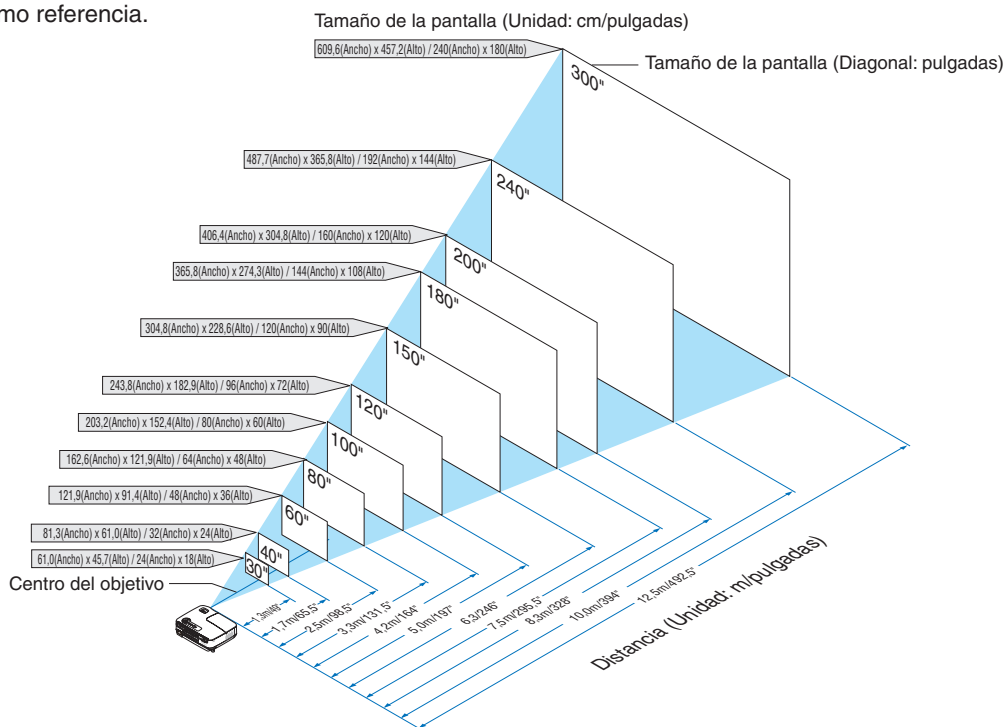 mo referencia.
Tamaño de la pantalla (Unidad: cm/pulgadas)
609,6(Ancho) x 457,2(Alto) / 240(Ancho) x 180(Alto)
Tamaño de la pantalla (Diagonal: pulgadas)
300"
487,7(Ancho) x 365,8(Alto) / 192(Ancho) x 144(Alto)
240"
406,4(Ancho) x 304,8(Alto) / 160(Ancho) x 120(Alto)
200"
365,8(Ancho) x 274,3(Alto) / 144(Ancho) x 108(Alto)
180"
304,8(Ancho) x 228,6(Alto) / 120(Ancho) x 90(Alto)
150"
243,8(Ancho) x 182,9(Alto) / 96(Ancho) x 72(Alto)
120"
203,2(Ancho) x 152,4(Alto) / 80(Ancho) x 60(Alto)
100"
162,6(Ancho) x 121,9(Alto) / 64(Ancho) x 48(Alto)
80"
121,9(Ancho) x 91,4(Alto) / 48(Ancho) x 36(Alto)
60"
81,3(Ancho) x 61,0(Alto) / 32(Ancho) x 24(Alto)
40"
61,0(Ancho) x 45,7(Alto) / 24(Ancho) x 18(Alto)
30"
Centro del objetivo
1,3m/49"
1,7m/65,5"
2,5m/98,5"
3,3m/131,5"
4,2m/164"
5,0m/197"
6,3/246"
7,5m/295,5"
8,3m/328"
10,0m/394"
12,5m/492,5"
Distancia (Unidad: m/pulgadas)